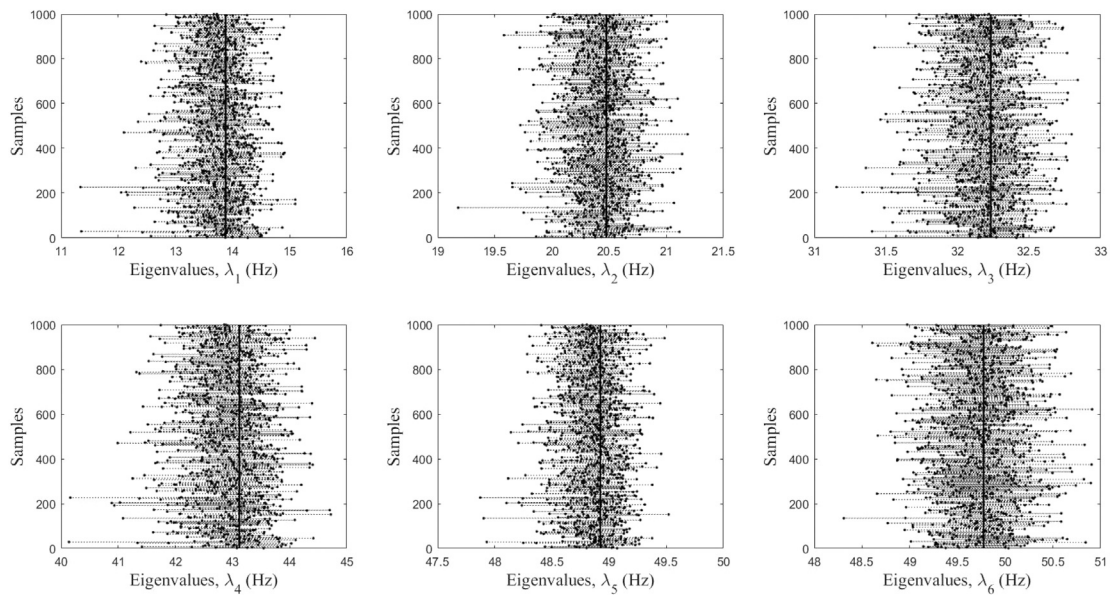 1000
800
600
400
200
0
Samples
11 12 13 14 15 16
Eigenvalues, λ1 (Hz)
1000
800
600
400
200
0
Samples
19 19.5 20 20.5 21 21.5
Eigenvalues, λ2 (Hz)
1000
800
600
400
200
0
Samples
31 31.5 32 32.5 33
Eigenvalues, λ3 (Hz)
1000
800
600
400
200
0
Samples
40 41 42 43 44 45
Eigenvalues, λ4 (Hz)
1000
800
600
400
200
0
Samples
47.5 48 48.5 49 49.5 50
Eigenvalues, λ5 (Hz)
1000
800
600
400
200
0
Samples
48 48.5 49 49.5 50 50.5 51
Eigenvalues, λ6 (Hz)